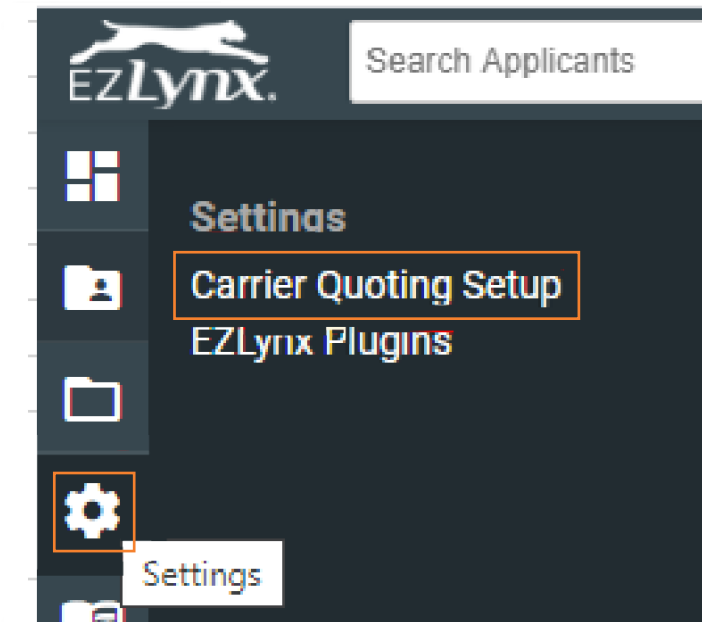 EZLynx.
Search Applicants
Settings
Carrier Quoting Setup
EZLynx Plugins
Settings